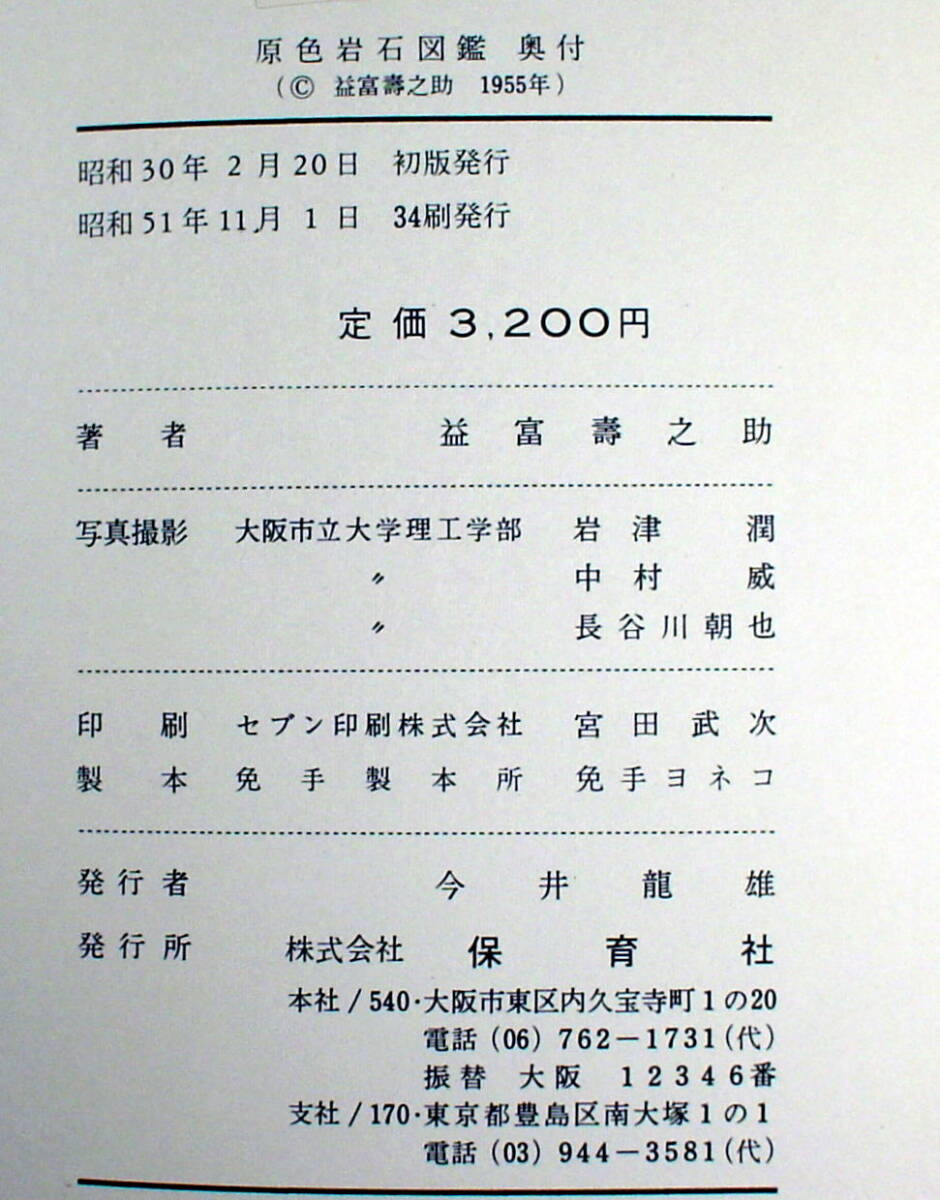 原色岩石図鑑 奥付
(© 益富壽之助 1955年)
昭和30年 2月20日 初版発行
昭和51年11月 1日 34刷発行
定価 3,200円
著者 益富壽之助
写真撮影 大阪市立大学理工学部 岩津潤
〃 中村威
〃 長谷川朝也
印刷 セブン印刷株式会社 宮田武次
製本 免手製本所 免手ヨネコ
発行者 今井龍雄
発行所 株式会社 保育社
本社/540・大阪市東区内久宝寺町1の20
電話(06)762-1731(代)
振替 大阪 12346番
支社/170・東京都豊島区南大塚1の1
電話(03)944-3581(代)